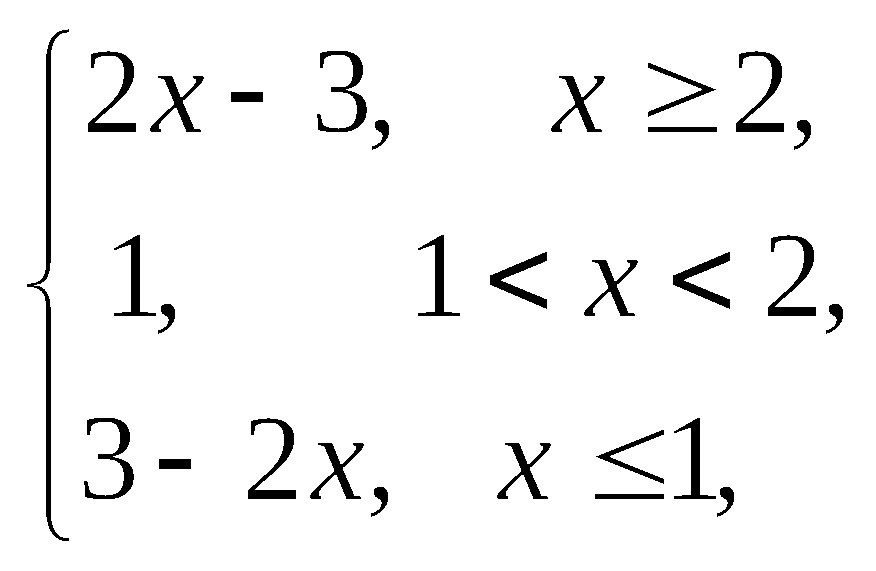 2x - 3, x ≥ 2,
1, 1 < x < 2,
3 - 2x, x ≤ 1,